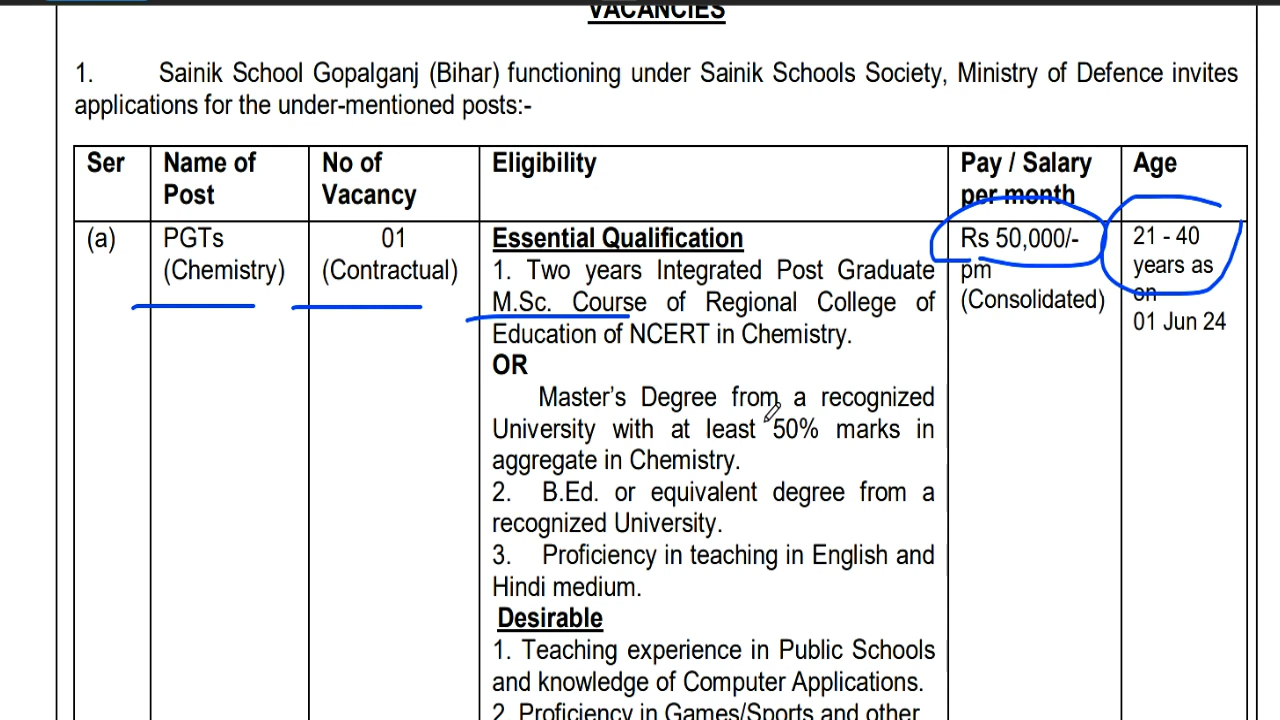 VACANCIES
1. Sainik School Gopalganj (Bihar) functioning under Sainik Schools Society, Ministry of Defence invites
applications for the under-mentioned posts:-
Ser
Name of
Post
No of
Vacancy
Eligibility
Pay / Salary
per month
Age
(a)
PGTs
(Chemistry)
01
(Contractual)
Essential Qualification
1. Two years Integrated Post Graduate
M.Sc. Course of Regional College of
Education of NCERT in Chemistry.
OR
Master's Degree from a recognized
University with at least 50% marks in
aggregate in Chemistry.
2. B.Ed. or equivalent degree from a
recognized University.
3. Proficiency in teaching in English and
Hindi medium.
Desirable
1. Teaching experience in Public Schools
and knowledge of Computer Applications.
2. Proficiency in Games/Sports and other
Rs 50,000/-
pm
(Consolidated)
21 - 40
years as
on
01 Jun 24